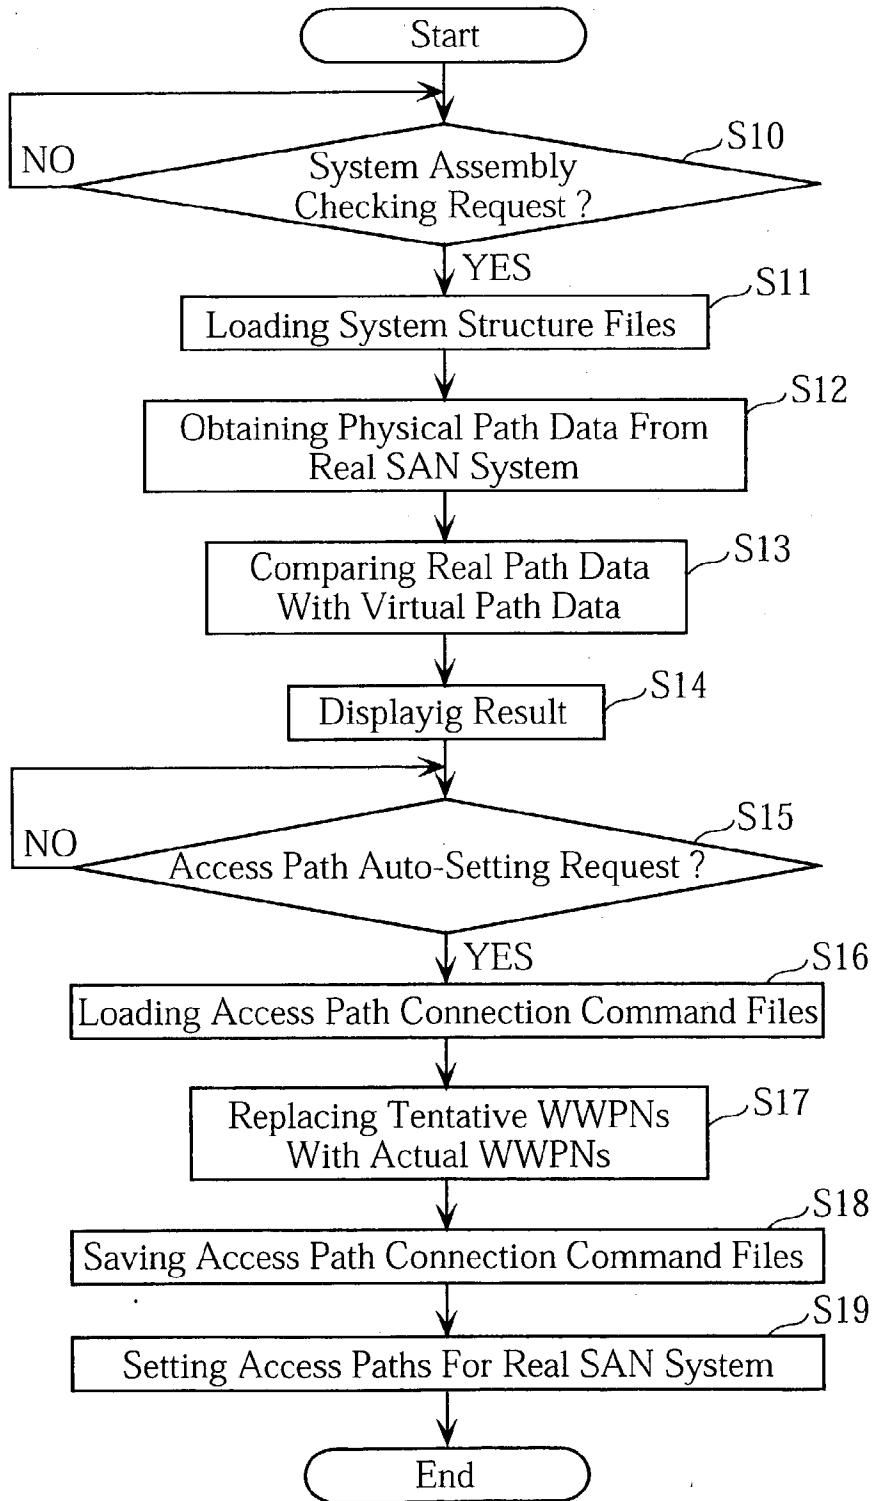 Start
S10
NO
System Assembly
Checking Request ?
YES
S11
Loading System Structure Files
S12
Obtaining Physical Path Data From
Real SAN System
S13
Comparing Real Path Data
With Virtual Path Data
S14
Displayig Result
S15
NO
Access Path Auto-Setting Request ?
YES
S16
Loading Access Path Connection Command Files
S17
Replacing Tentative WWPNs
With Actual WWPNs
S18
Saving Access Path Connection Command Files
S19
Setting Access Paths For Real SAN System
End